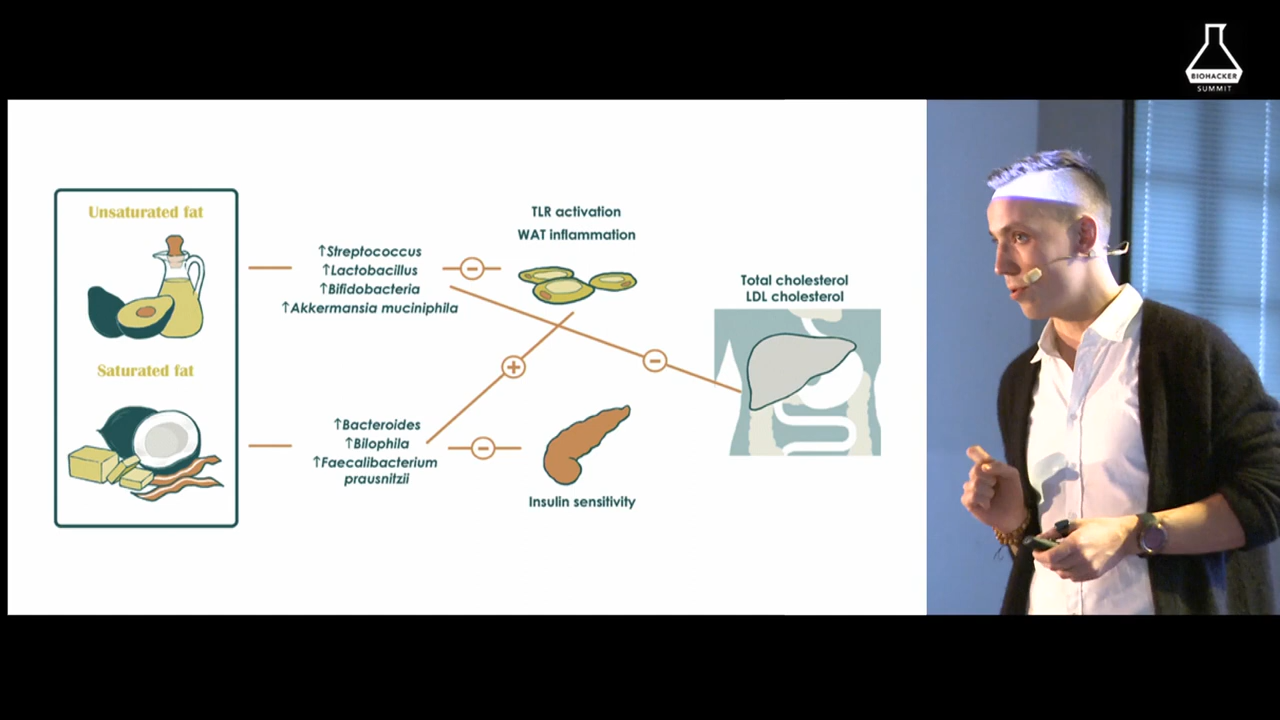 BIOHACKER
SUMMIT
Unsaturated fat
Saturated fat
↑Streptococcus
↑Lactobacillus
↑Bifidobacteria
↑Akkermansia muciniphila
↑Bacteroides
↑Bilophila
↑Faecalibacterium
prausnitzii
TLR activation
WAT inflammation
Insulin sensitivity
Total cholesterol
LDL cholesterol